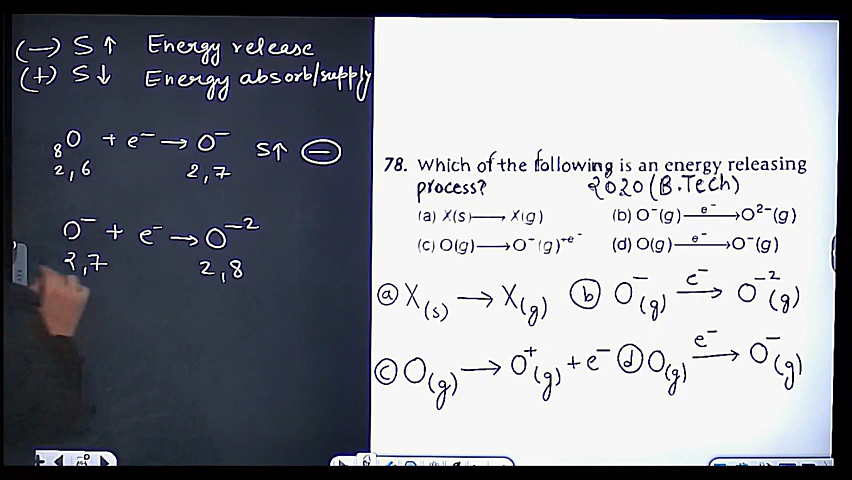 (−) S↑ Energy release
(+) S↓ Energy absorb/supply
₈O + e⁻ → O⁻ S↑ (−)
2,6 2,7
O⁻ + e⁻ → O⁻²
2,7 2,8
78. Which of the following is an energy releasing
process? 2020 (B.Tech)
(a) X(s) ⟶ X(g) (b) O⁻(g) —e⁻→ O²⁻(g)
(c) O(g) ⟶ O⁻(g)+e⁻ (d) O(g) —e⁻→ O⁻(g)
ⓐ X(s) → X(g) ⓑ O⁻(g) —e⁻→ O⁻²(g)
ⓒ O(g) → O⁺(g) + e⁻ ⓓ O(g) —e⁻→ O⁻(g)